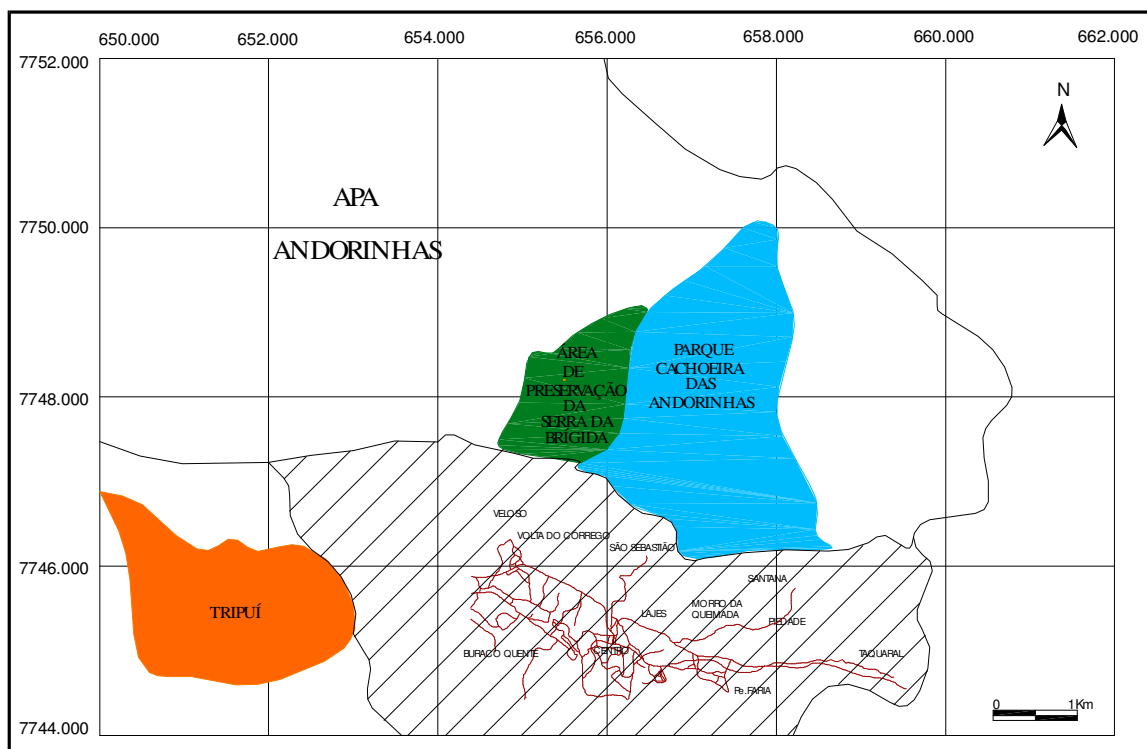 650.000
652.000
654.000
656.000
658.000
660.000
662.000
7752.000
N
APA
7750.000
ANDORINHAS
ÁREA
DE
PRESERVAÇÃO
DA
SERRA DA
BRÍGIDA
PARQUE
CACHOEIRA
DAS
ANDORINHAS
7748.000
VELOSO
VOLTA DO CÓRREGO
SÃO SEBASTIÃO
7746.000
SANTANA
TRIPUÍ
LAJES
MORRO DA
QUEIMADA
PIEDADE
BURACO QUENTE
CENTRO
TAQUARAL
Pe. FARIA
0 1Km
7744.000